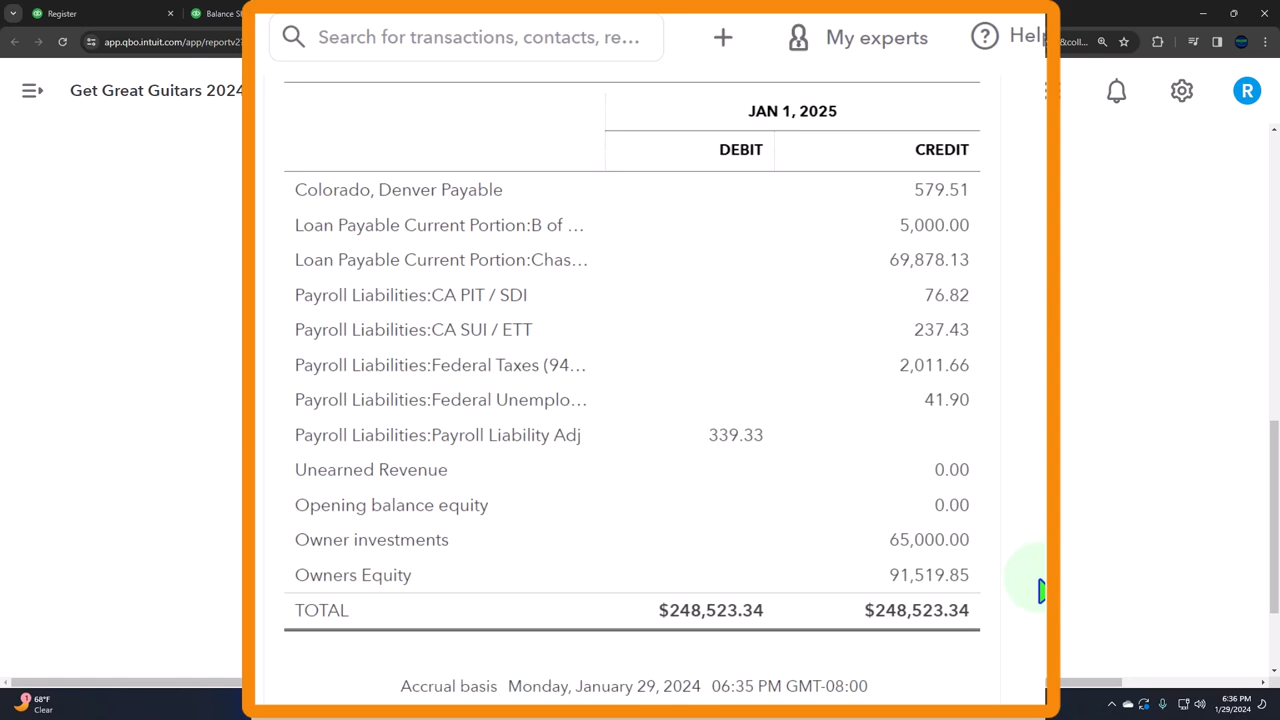 app.qbo.intuit.com/app/report
Search for transactions, contacts, re...
My experts
Get Great Guitars 2024
R
JAN 1, 2025
DEBIT CREDIT
Colorado, Denver Payable 579.51
Loan Payable Current Portion:B of ... 5,000.00
Loan Payable Current Portion:Chas... 69,878.13
Payroll Liabilities:CA PIT / SDI 76.82
Payroll Liabilities:CA SUI / ETT 237.43
Payroll Liabilities:Federal Taxes (94... 2,011.66
Payroll Liabilities:Federal Unemplo... 41.90
Payroll Liabilities:Payroll Liability Adj 339.33
Unearned Revenue 0.00
Opening balance equity 0.00
Owner investments 65,000.00
Owners Equity 91,519.85
TOTAL $248,523.34 $248,523.34
Accrual basis Monday, January 29, 2024 06:35 PM GMT-08:00
68°F
Clear
6:36 PM
1/29/2024